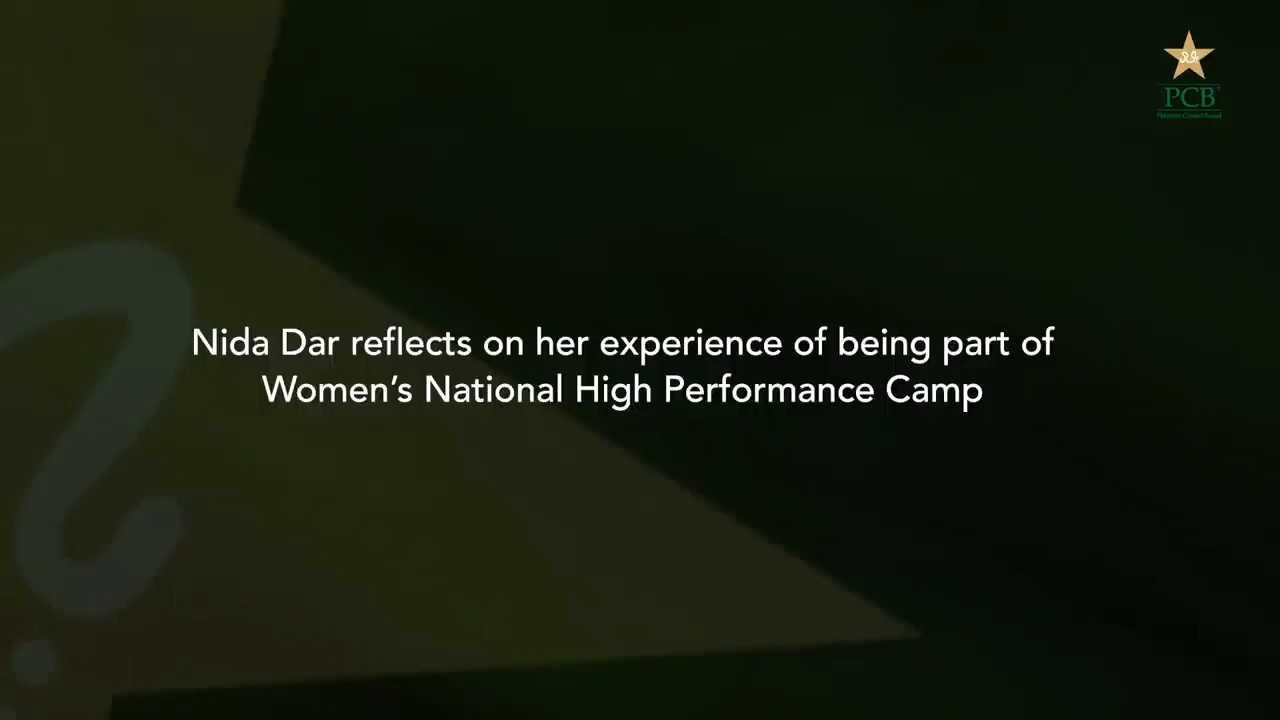 PCB
Pakistan Cricket Board
Nida Dar reflects on her experience of being part of
Women's National High Performance Camp